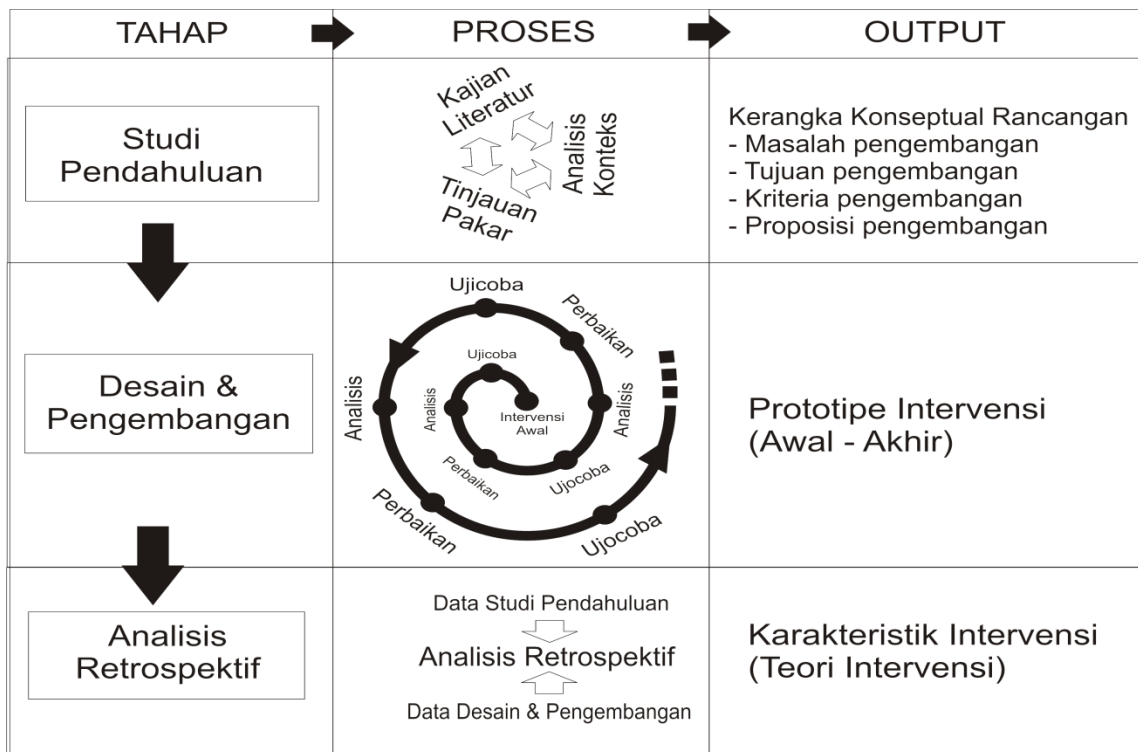 TAHAP
PROSES
OUTPUT
Studi
Pendahuluan
Kajian
Literatur
Analisis
Konteks
Tinjauan
Pakar
Kerangka Konseptual Rancangan
- Masalah pengembangan
- Tujuan pengembangan
- Kriteria pengembangan
- Proposisi pengembangan
Desain &
Pengembangan
Ujicoba
Perbaikan
Ujicoba
Analisis
Analisis
Intervensi
Awal
Analisis
Perbaikan
Ujocoba
Perbaikan
Ujocoba
Prototipe Intervensi
(Awal - Akhir)
Analisis
Retrospektif
Data Studi Pendahuluan
Analisis Retrospektif
Data Desain & Pengembangan
Karakteristik Intervensi
(Teori Intervensi)